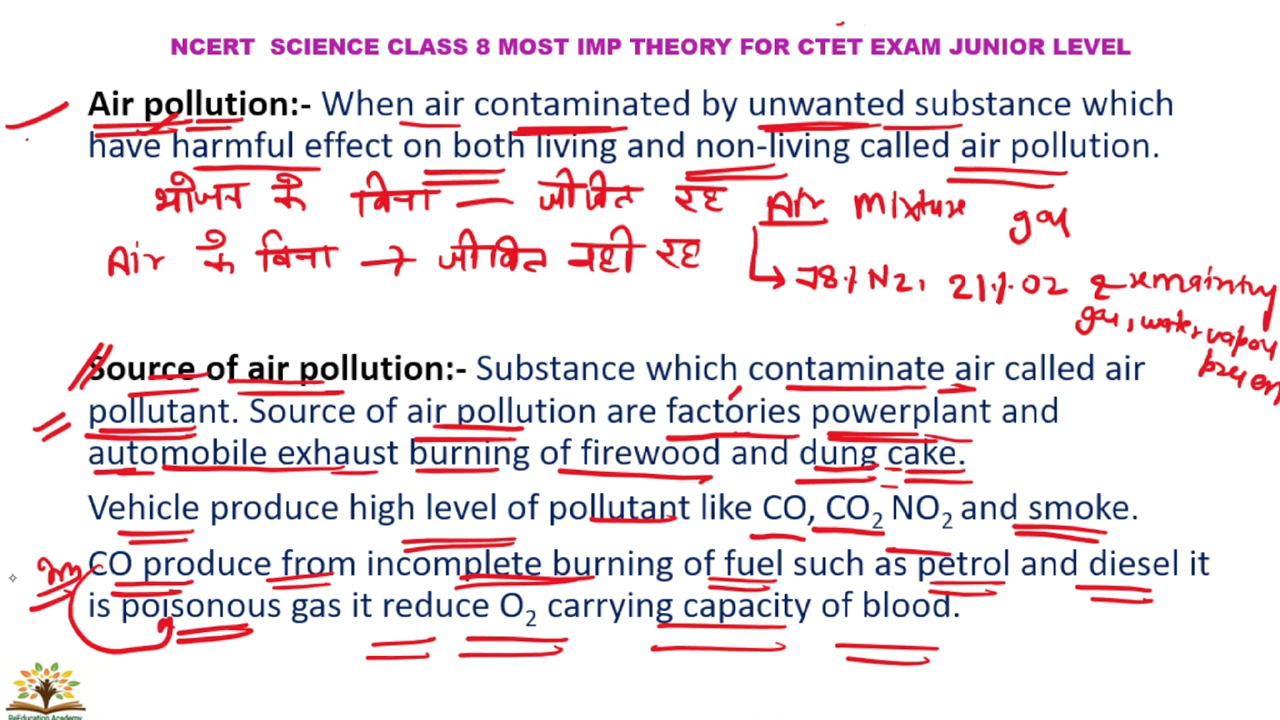 NCERT SCIENCE CLASS 8 MOST IMP THEORY FOR CTET EXAM JUNIOR LEVEL
Air pollution:- When air contaminated by unwanted substance which
have harmful effect on both living and non-living called air pollution.
भोजन के बिना — जीवित रह
Air mixture gas
Air के बिना → जीवित नही रह
↳ 78% N2, 21% O2 & remaining
gas, water vapour
present
Source of air pollution:- Substance which contaminate air called air
pollutant. Source of air pollution are factories powerplant and
automobile exhaust burning of firewood and dung cake.
Vehicle produce high level of pollutant like CO, CO₂ NO₂ and smoke.
CO produce from incomplete burning of fuel such as petrol and diesel it
is poisonous gas it reduce O₂ carrying capacity of blood.
ReEducation Academy